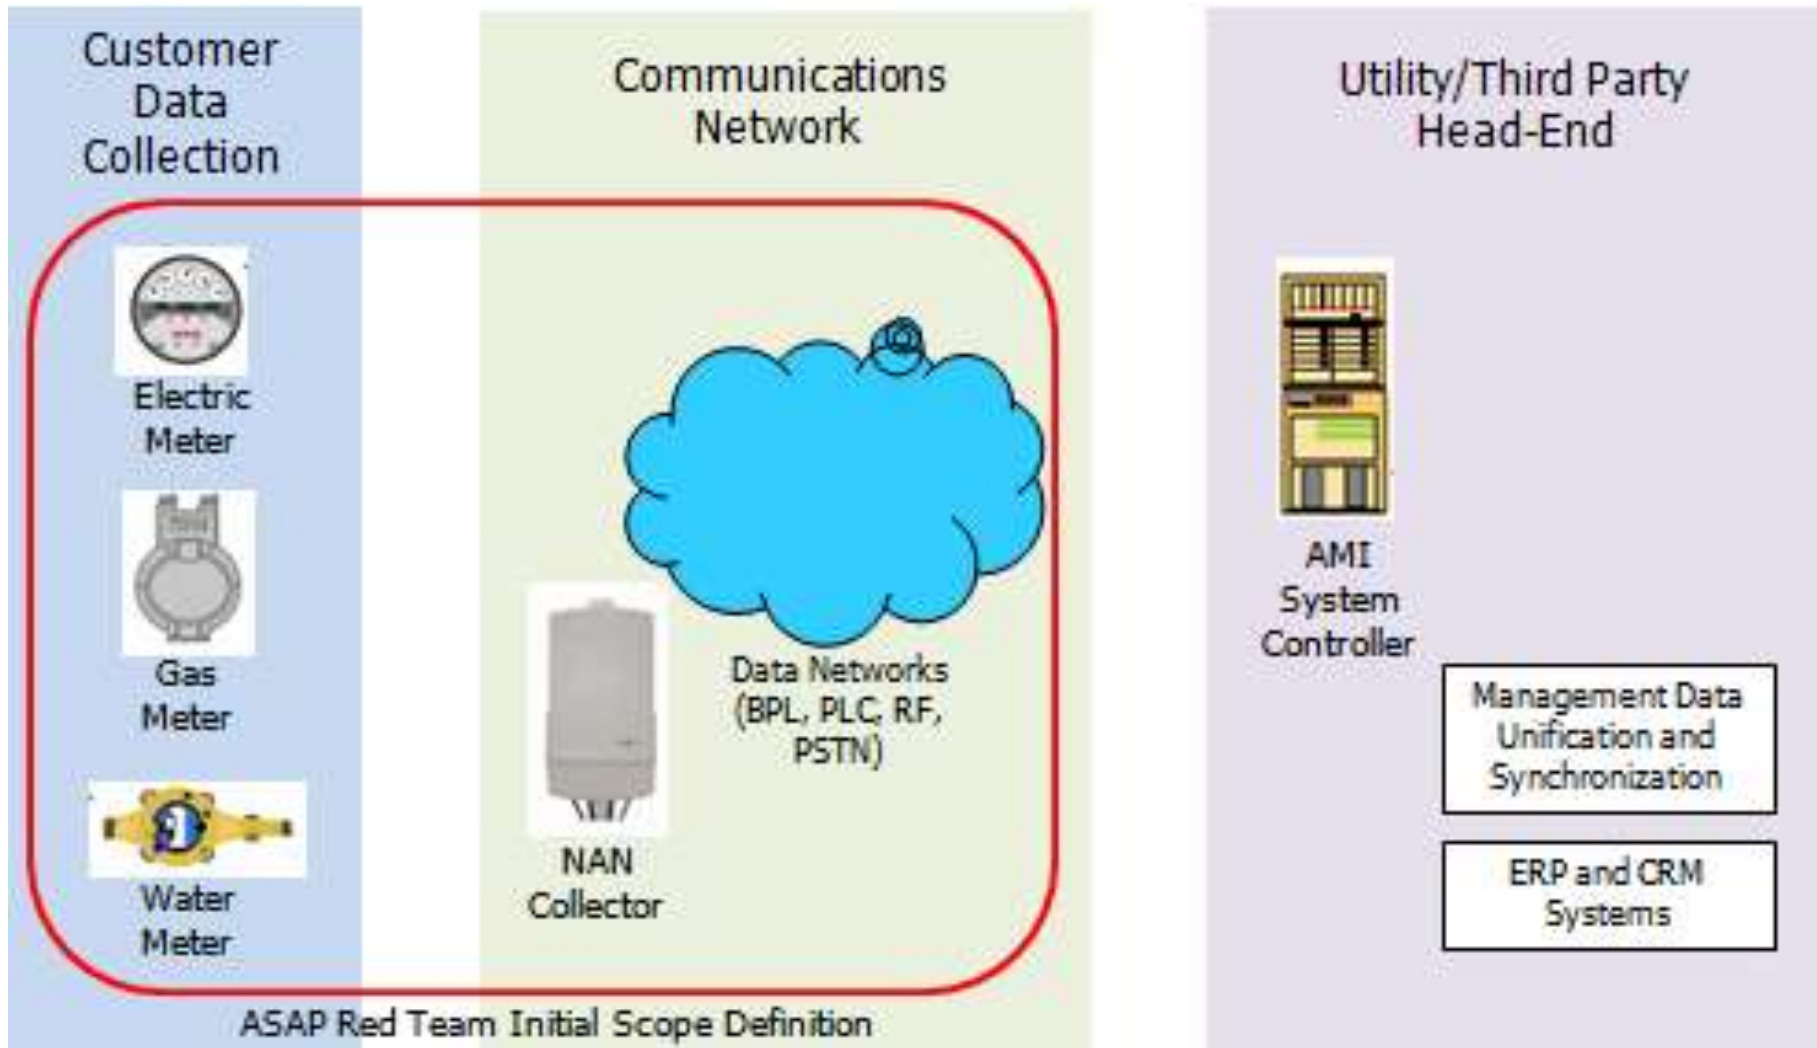 Customer
Data
Collection
Communications
Network
Utility/Third Party
Head-End
Electric
Meter
Gas
Meter
Water
Meter
NAN
Collector
Data Networks
(BPL, PLC, RF,
PSTN)
AMI
System
Controller
Management Data
Unification and
Synchronization
ERP and CRM
Systems
ASAP Red Team Initial Scope Definition